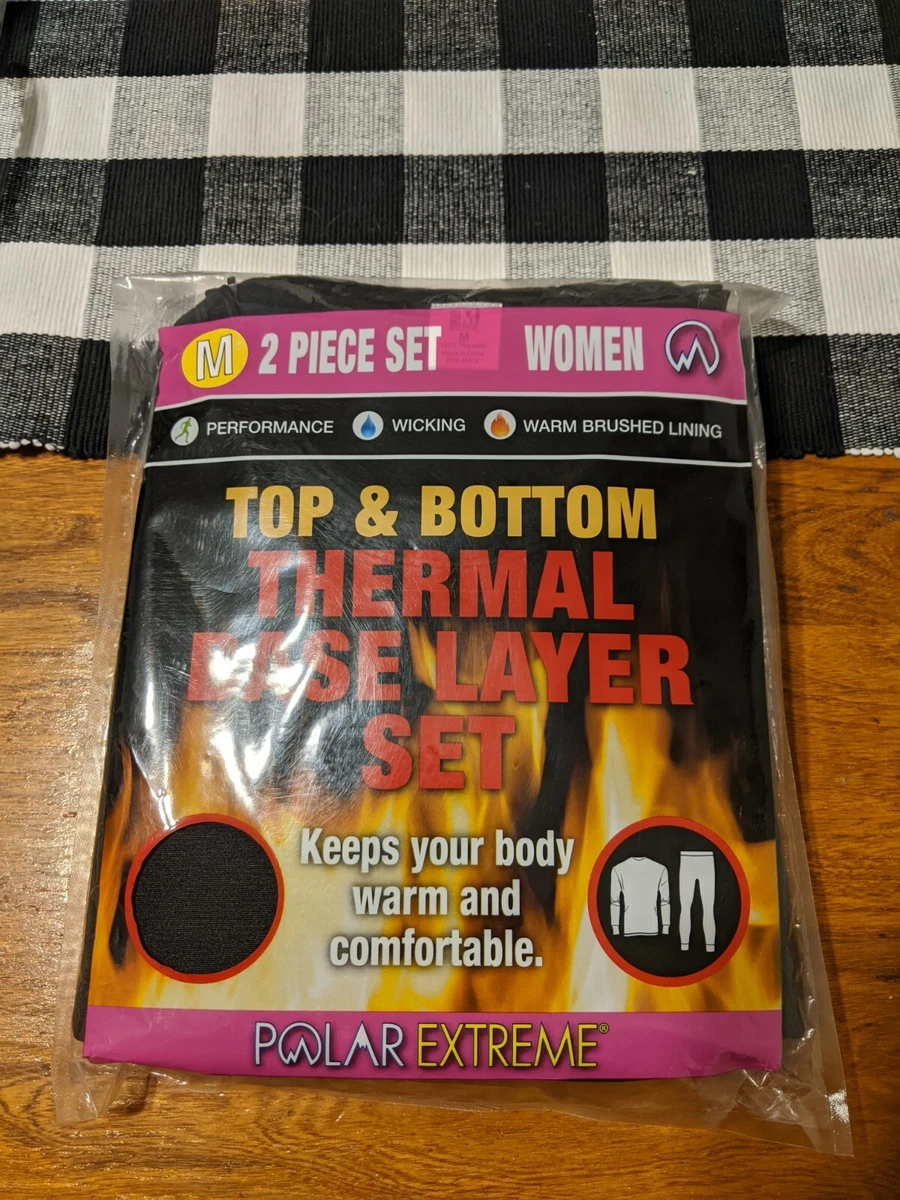 M 2 PIECE SET WOMEN
PERFORMANCE WICKING WARM BRUSHED LINING
TOP & BOTTOM
THERMAL
BASE LAYER
SET
Keeps your body
warm and
comfortable.
POLAR EXTREME®